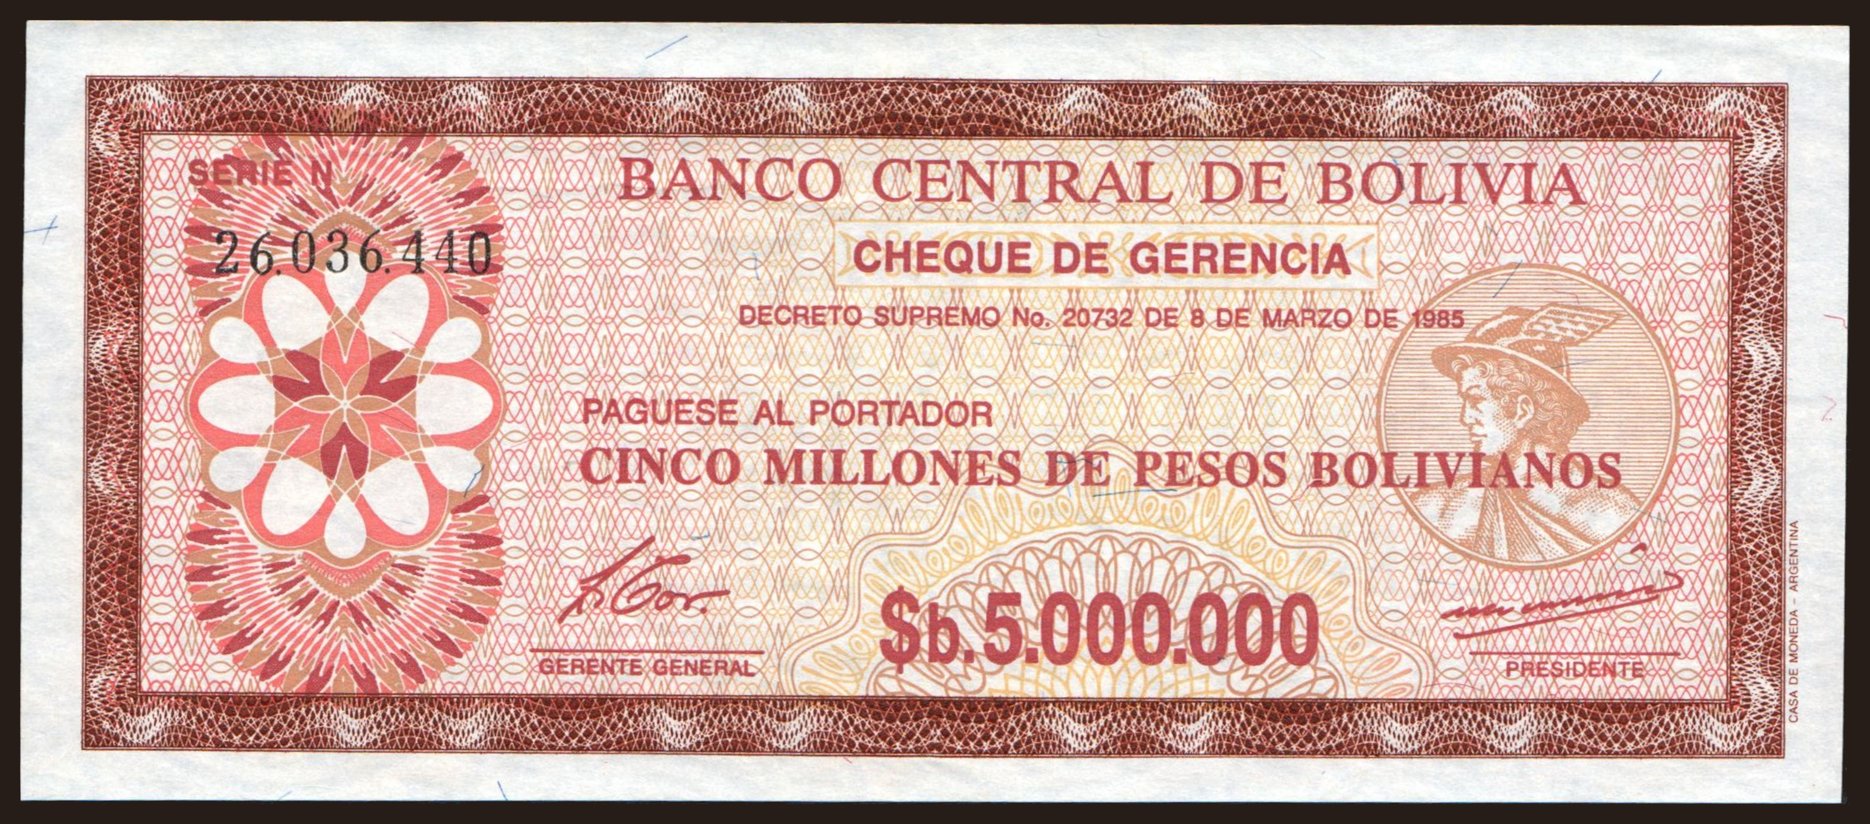 SERIE N
26.036.440
BANCO CENTRAL DE BOLIVIA
CHEQUE DE GERENCIA
DECRETO SUPREMO No. 20732 DE 8 DE MARZO DE 1985
PAGUESE AL PORTADOR
CINCO MILLONES DE PESOS BOLIVIANOS
$b. 5.000.000
GERENTE GENERAL
PRESIDENTE
CASA DE MONEDA - ARGENTINA